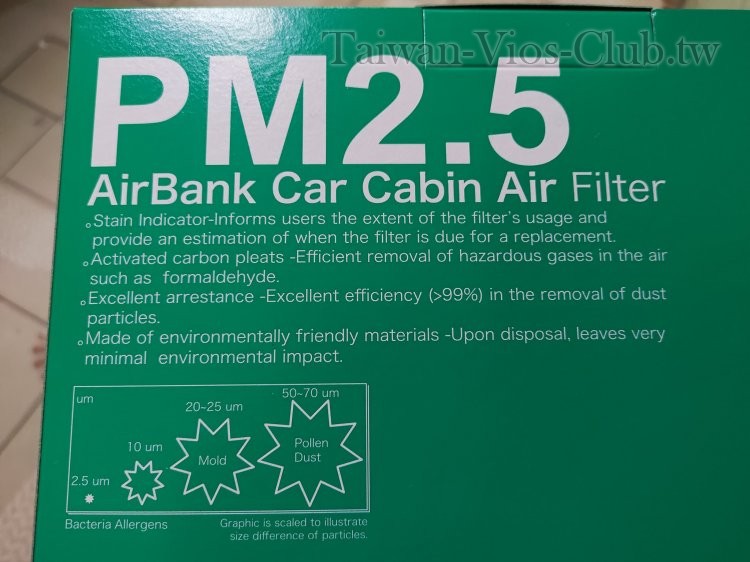 Taiwan-Vios-Club.tw
PM2.5
AirBank Car Cabin Air Filter
。Stain Indicator-Informs users the extent of the filter's usage and
provide an estimation of when the filter is due for a replacement.
。Activated carbon pleats -Efficient removal of hazardous gases in the air
such as formaldehyde.
。Excellent arrestance -Excellent efficiency (>99%) in the removal of dust
particles.
。Made of environmentally friendly materials -Upon disposal, leaves very
minimal environmental impact.
um
50~70 um
20~25 um
10 um
2.5 um
Mold
Pollen
Dust
Bacteria Allergens
Graphic is scaled to illustrate
size difference of particles.